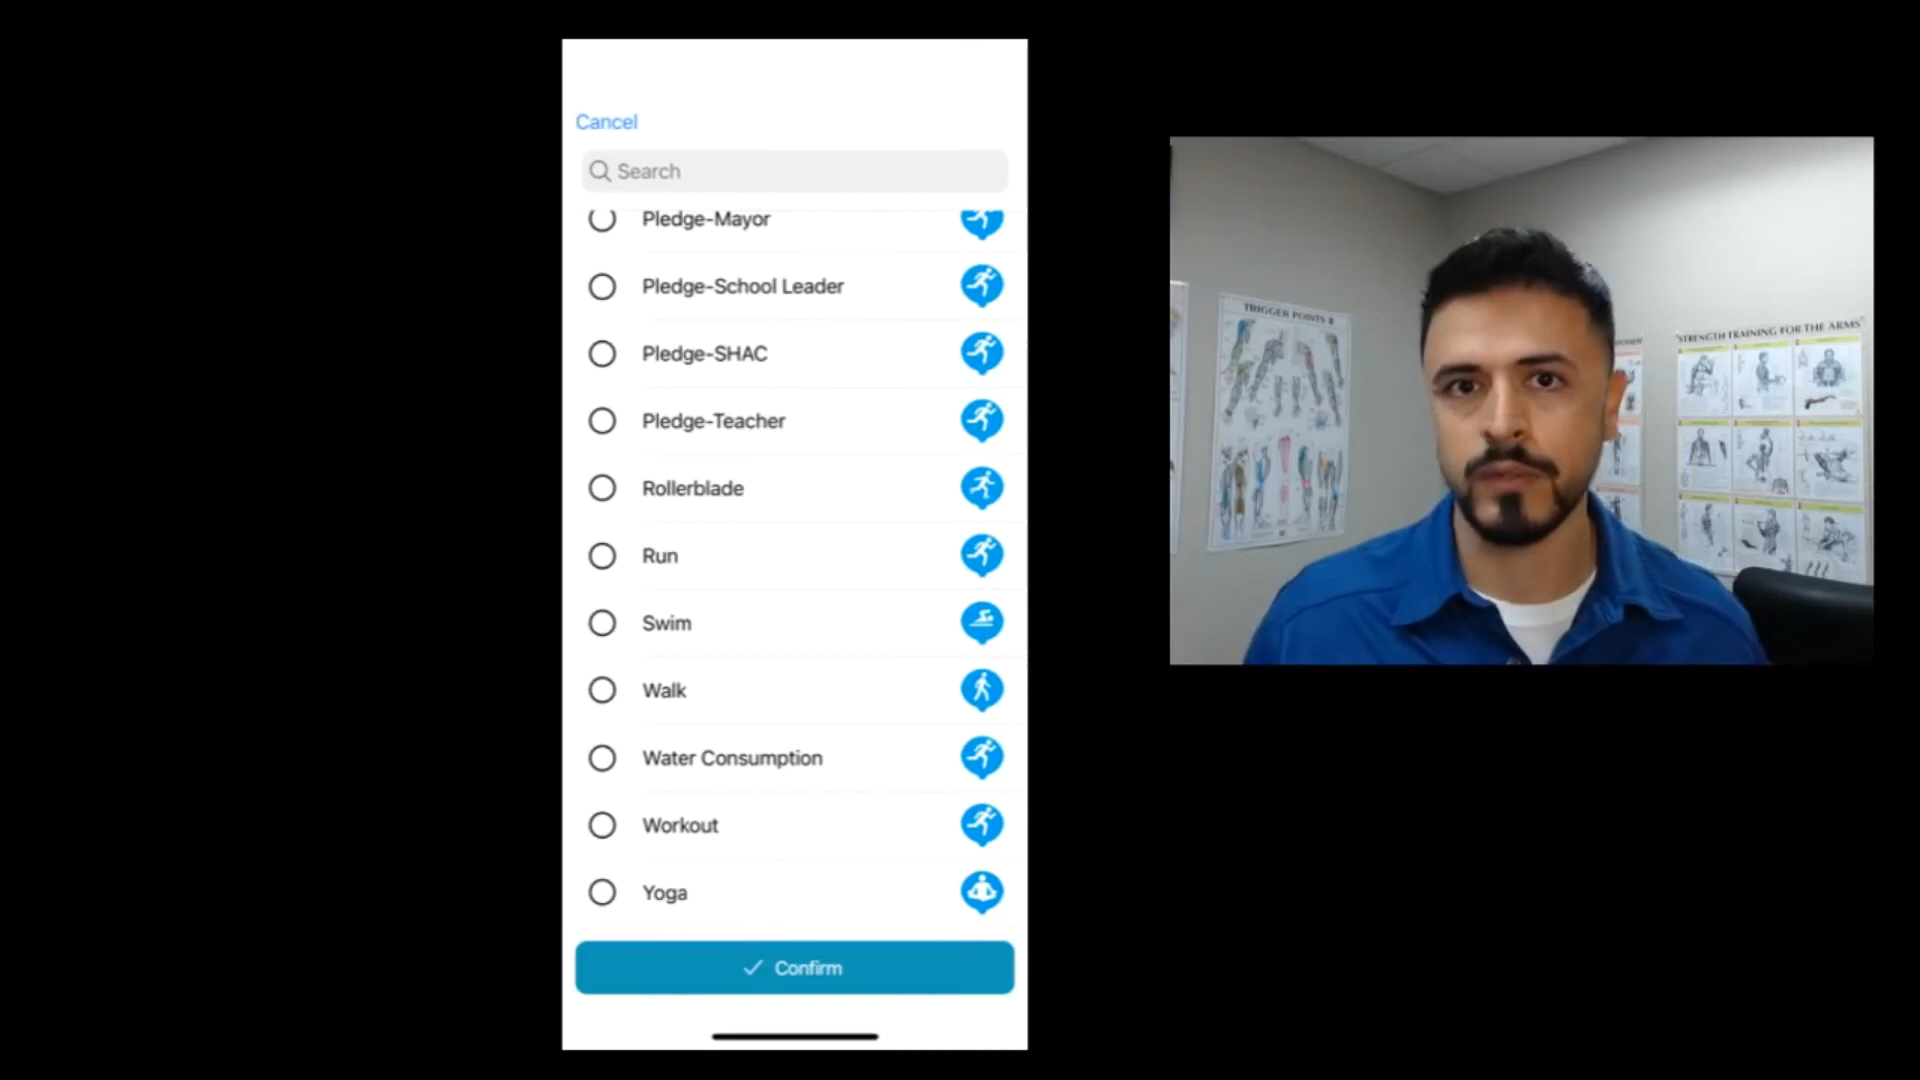 Cancel
Search
Pledge-Mayor
Pledge-School Leader
Pledge-SHAC
Pledge-Teacher
Rollerblade
Run
Swim
Walk
Water Consumption
Workout
Yoga
Confirm
TRIGGER POINTS II
STRENGTH TRAINING FOR THE ARMS